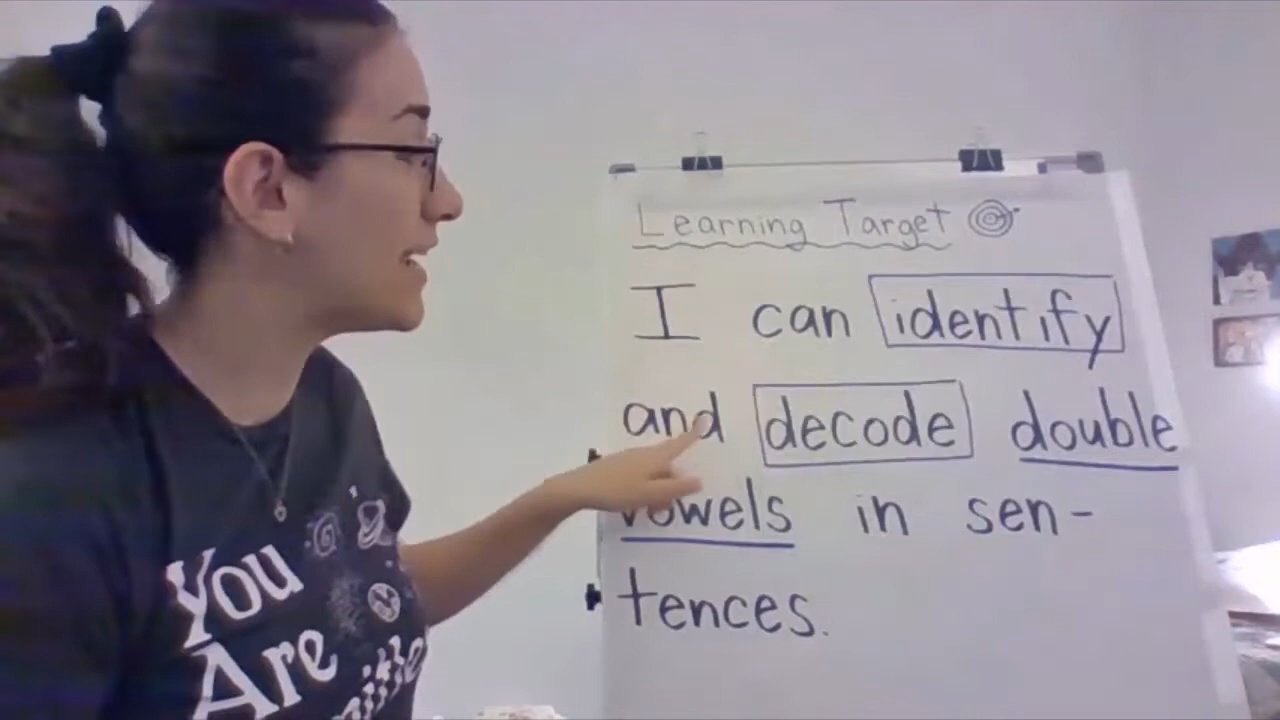 Learning Target
I can identify
and decode double
vowels in sen-
tences.
You
Are